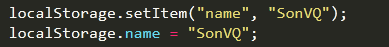 localStorage.setItem("name", "SonVQ");
localStorage.name = "SonVQ";